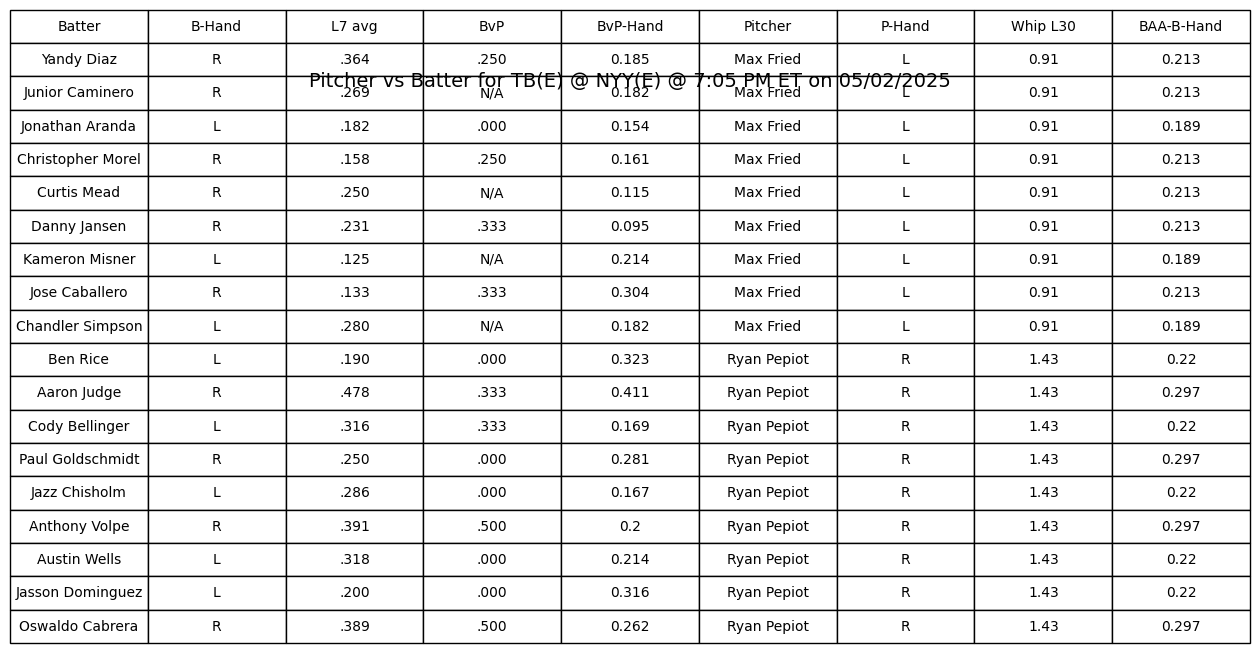 Batter B-Hand L7 avg BvP BvP-Hand Pitcher P-Hand Whip L30 BAA-B-Hand
Yandy Diaz R .364 .250 0.185 Max Fried L 0.91 0.213
Pitcher vs Batter for TB(E) @ NYY(E) @ 7:05 PM ET on 05/02/2025
Junior Caminero R .269 N/A 0.182 Max Fried L 0.91 0.213
Jonathan Aranda L .182 .000 0.154 Max Fried L 0.91 0.189
Christopher Morel R .158 .250 0.161 Max Fried L 0.91 0.213
Curtis Mead R .250 N/A 0.115 Max Fried L 0.91 0.213
Danny Jansen R .231 .333 0.095 Max Fried L 0.91 0.213
Kameron Misner L .125 N/A 0.214 Max Fried L 0.91 0.189
Jose Caballero R .133 .333 0.304 Max Fried L 0.91 0.213
Chandler Simpson L .280 N/A 0.182 Max Fried L 0.91 0.189
Ben Rice L .190 .000 0.323 Ryan Pepiot R 1.43 0.22
Aaron Judge R .478 .333 0.411 Ryan Pepiot R 1.43 0.297
Cody Bellinger L .316 .333 0.169 Ryan Pepiot R 1.43 0.22
Paul Goldschmidt R .250 .000 0.281 Ryan Pepiot R 1.43 0.297
Jazz Chisholm L .286 .000 0.167 Ryan Pepiot R 1.43 0.22
Anthony Volpe R .391 .500 0.2 Ryan Pepiot R 1.43 0.297
Austin Wells L .318 .000 0.214 Ryan Pepiot R 1.43 0.22
Jasson Dominguez L .200 .000 0.316 Ryan Pepiot R 1.43 0.22
Oswaldo Cabrera R .389 .500 0.262 Ryan Pepiot R 1.43 0.297